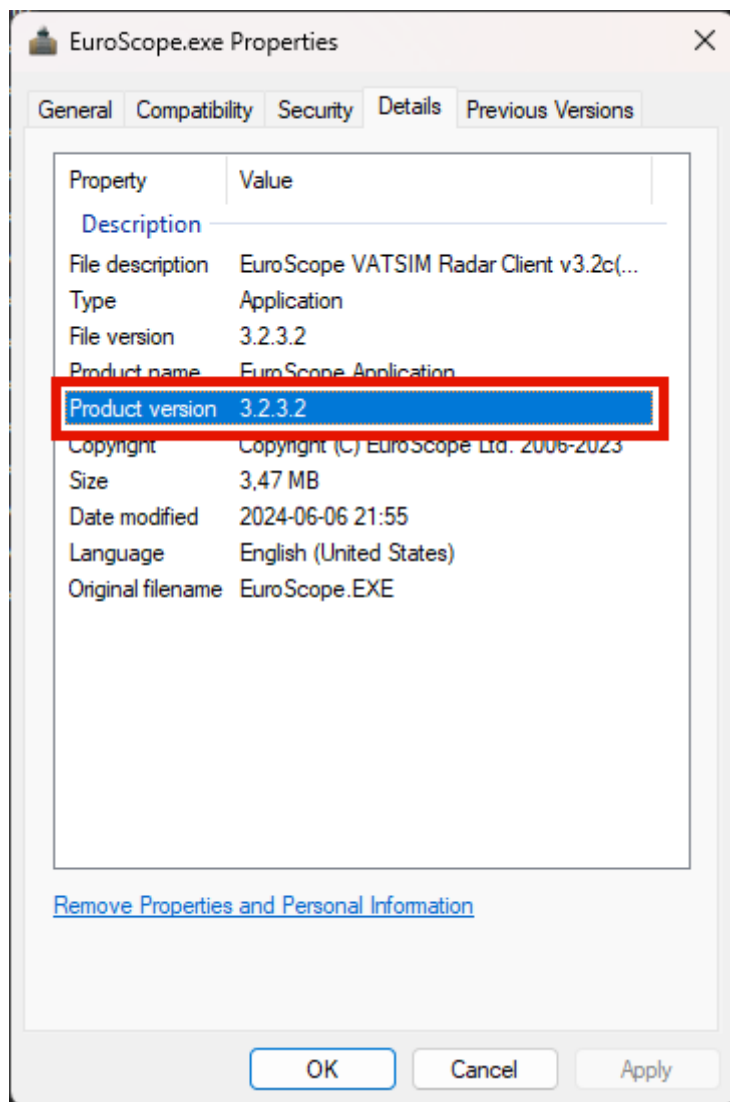 EuroScope.exe Properties
General Compatibility Security Details Previous Versions
Property Value
Description
File description EuroScope VATSIM Radar Client v3.2c(...
Type Application
File version 3.2.3.2
Product name EuroScope Application
Product version 3.2.3.2
Copyright Copyright (C) EuroScope Ltd. 2006-2023
Size 3,47 MB
Date modified 2024-06-06 21:55
Language English (United States)
Original filename EuroScope.EXE
Remove Properties and Personal Information
OK Cancel Apply